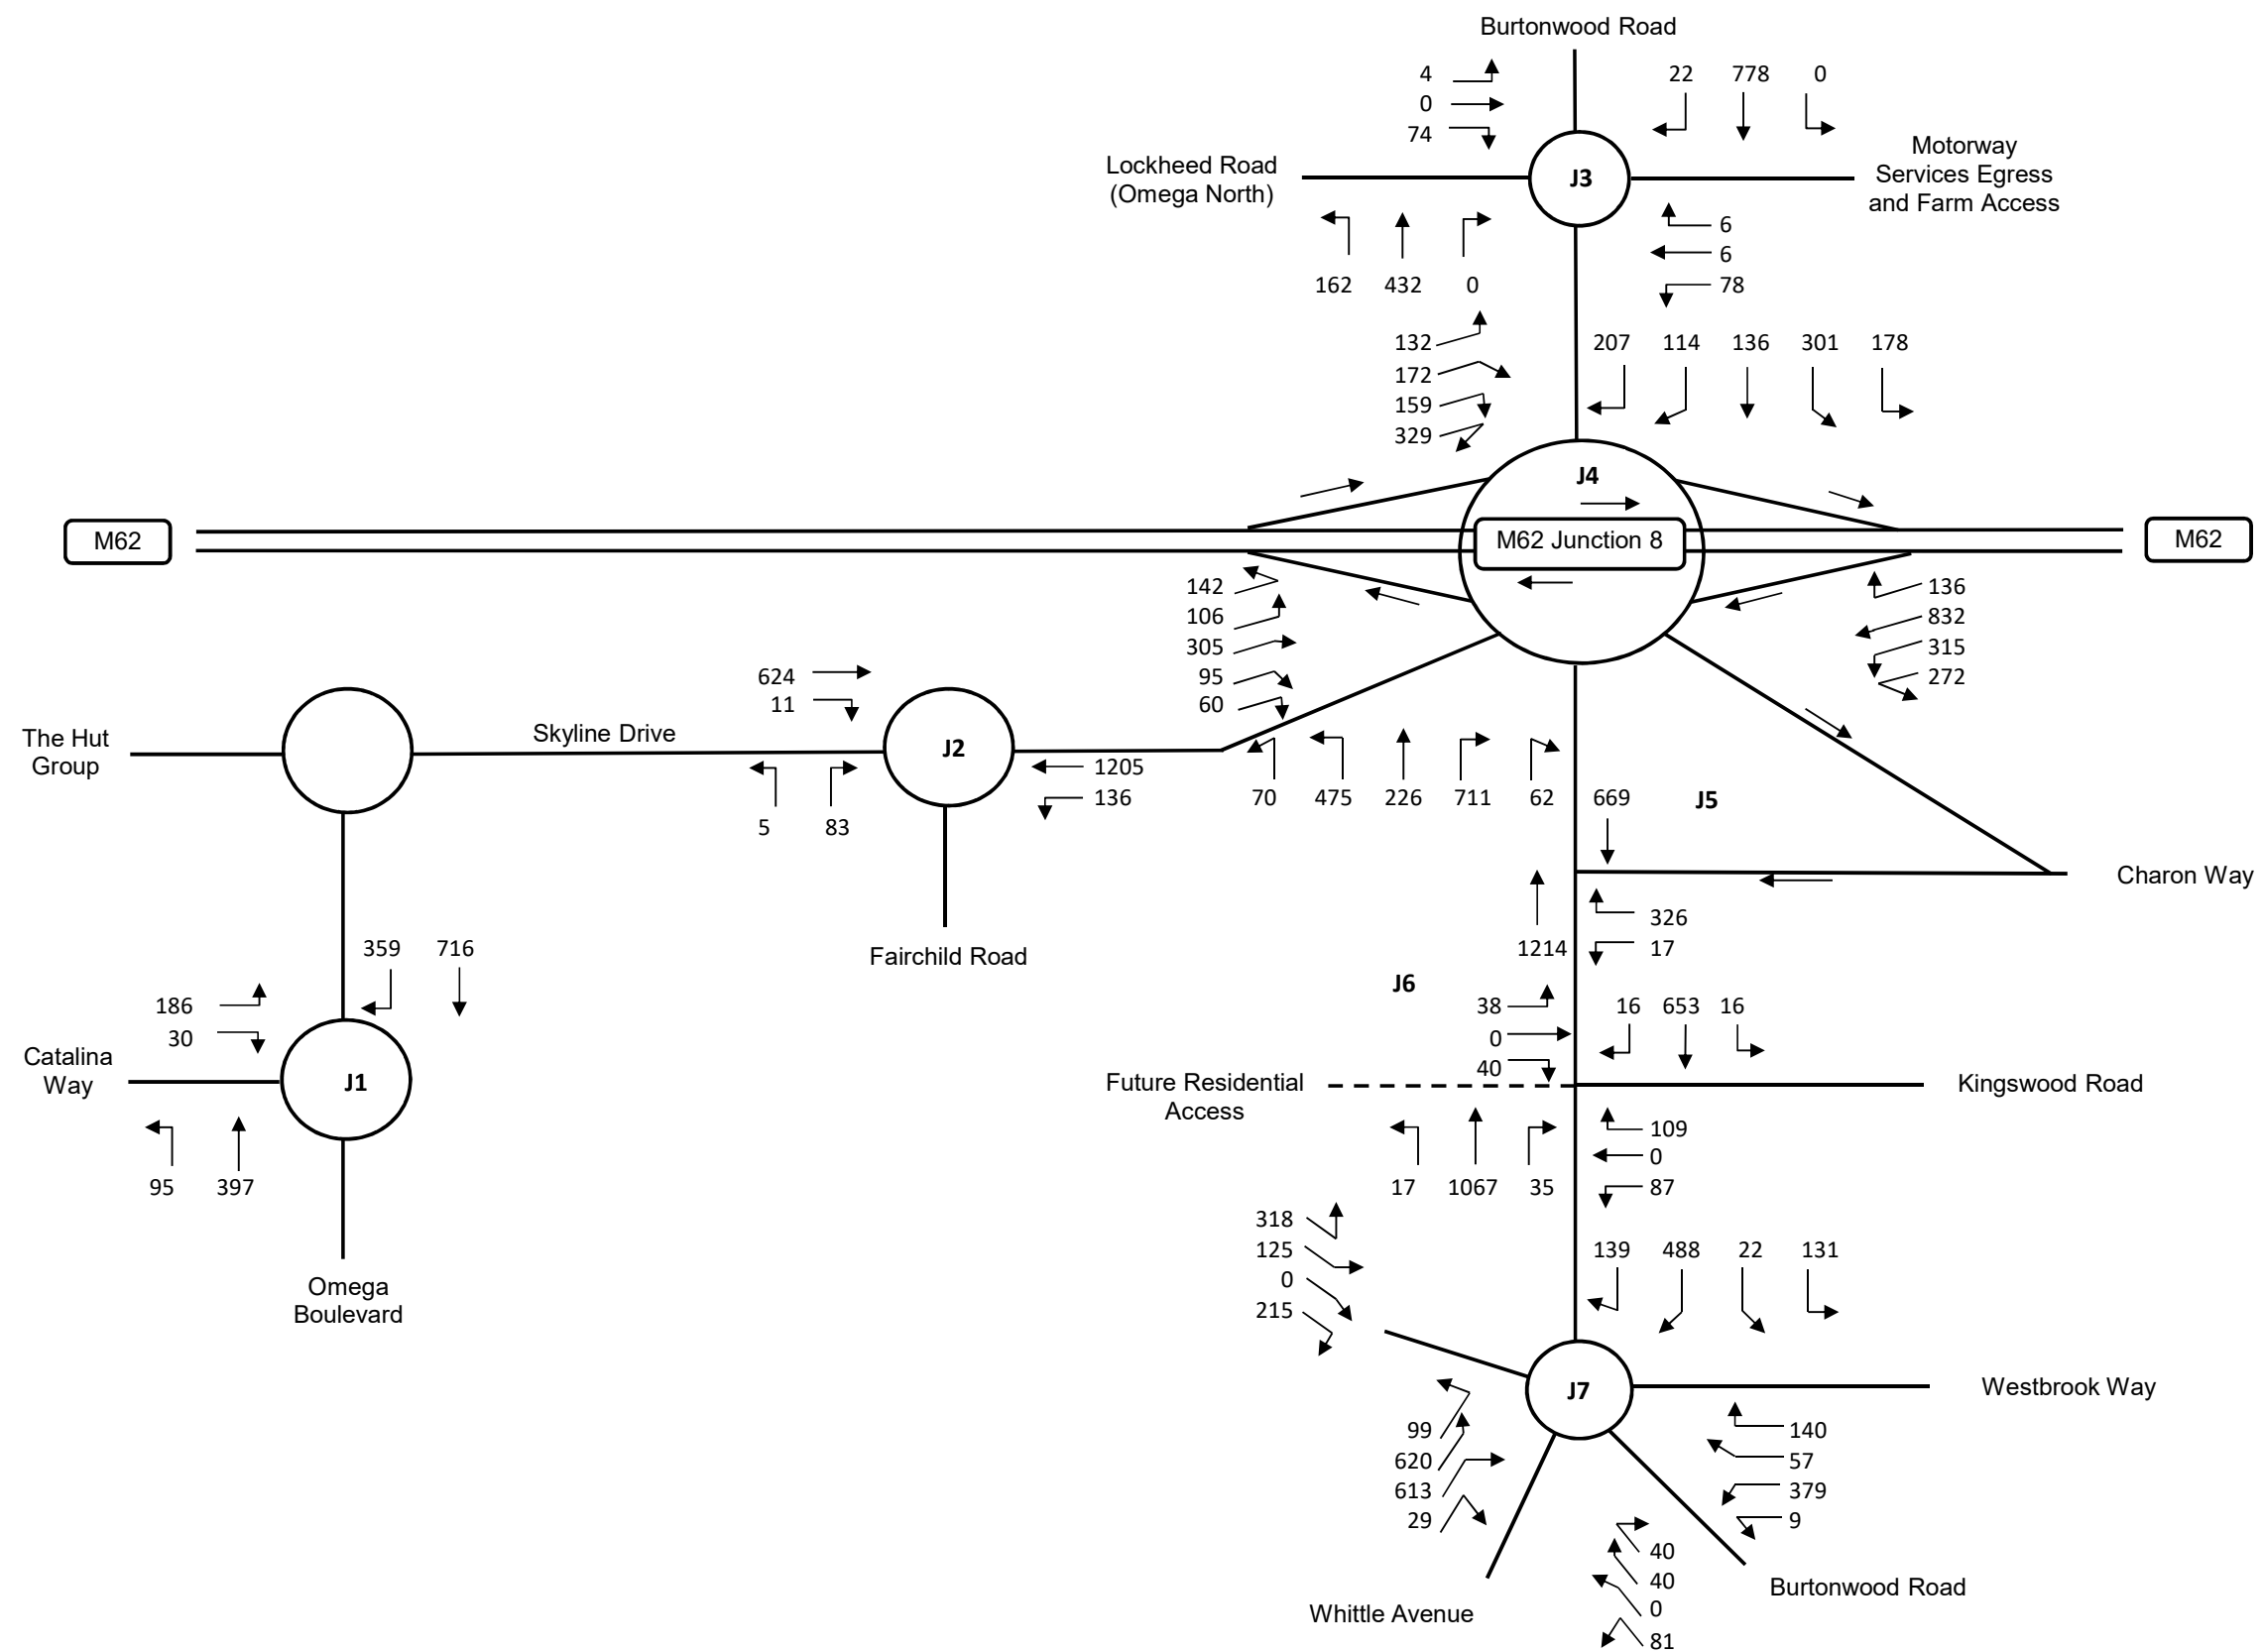 Burtonwood Road
4
22 778 0
0
74
Lockheed Road
(Omega North)
J3
Motorway
Services Egress
and Farm Access
6
6
162 432 0
78
132
207 114 136 301 178
172
159
329
J4
M62
M62 Junction 8
M62
142
136
106
832
305
315
624
95
272
11
60
The Hut
Group
Skyline Drive
J2
1205
136
70 475 226 711 62
669
J5
5 83
Charon Way
326
359 716
1214
17
Fairchild Road
J6
186
38
16 653 16
30
0
40
Catalina
Way
J1
Future Residential
Access
Kingswood Road
109
0
95 397
17 1067 35
87
318
125
139 488 22 131
0
215
Omega
Boulevard
J7
Westbrook Way
99
140
620
57
613
379
29
9
40
40
0
81
Burtonwood Road
Whittle Avenue